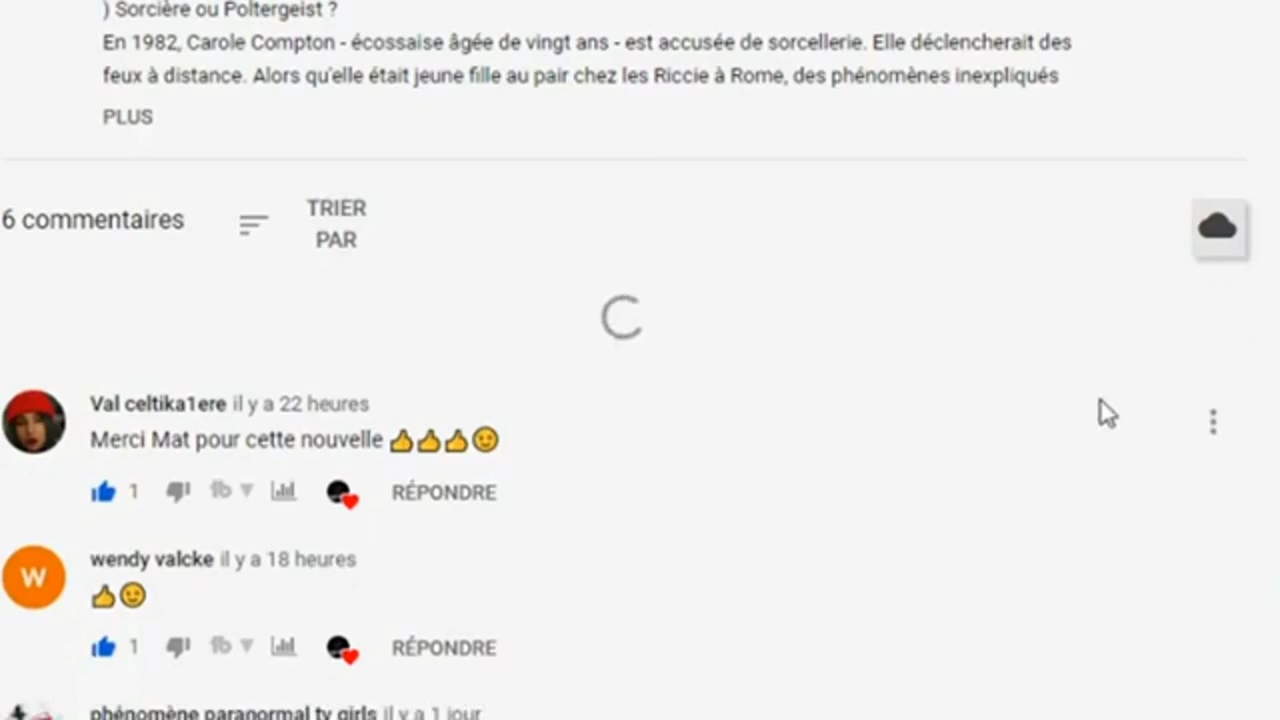 ) Sorcière ou Poltergeist ?
En 1982, Carole Compton - écossaise âgée de vingt ans - est accusée de sorcellerie. Elle déclencherait des
feux à distance. Alors qu'elle était jeune fille au pair chez les Riccie à Rome, des phénomènes inexpliqués
PLUS
6 commentaires
TRIER
PAR
Val celtika1ere il y a 22 heures
Merci Mat pour cette nouvelle 👍👍👍😉
1 fb RÉPONDRE
W
wendy valcke il y a 18 heures
👍😉
1 fb RÉPONDRE
phénomène paranormal tv girls il y a 1 jour